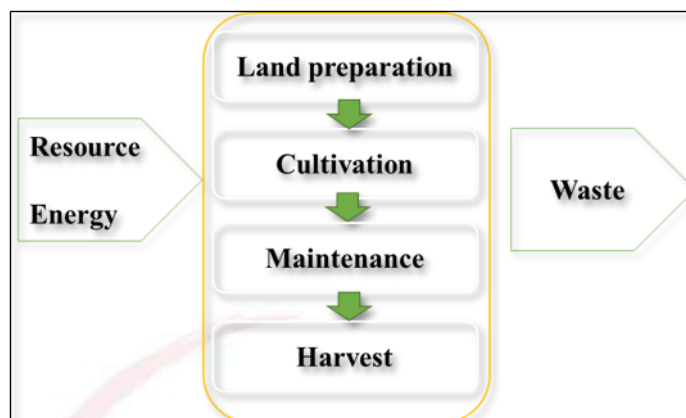 Resource
Energy
Land preparation
Cultivation
Maintenance
Harvest
Waste